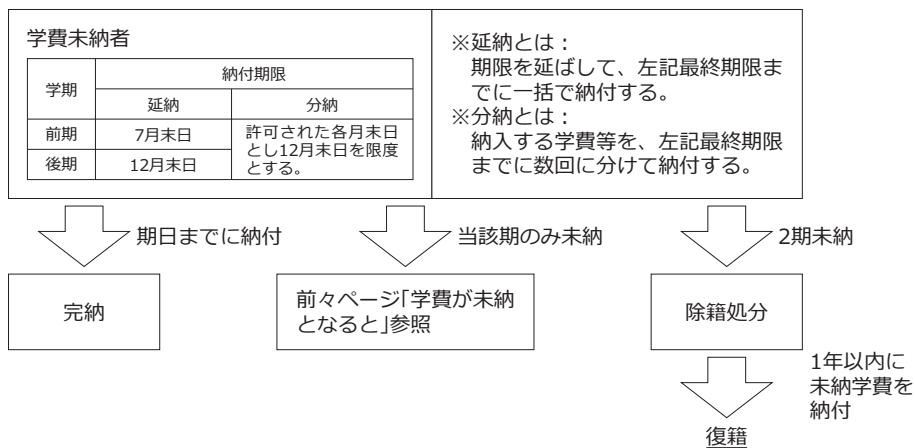 学費未納者
学期
納付期限
延納
分納
前期
7月末日
後期
12月末日
許可された各月末日
とし12月末日を限度
とする。
※延納とは：
期限を延ばして、左記最終期限ま
でに一括で納付する。
※分納とは：
納入する学費等を、左記最終期限
までに数回に分けて納付する。
期日までに納付
当該期のみ未納
2期未納
完納
前々ページ「学費が未納
となると」参照
除籍処分
1年以内に
未納学費を
納付
復籍